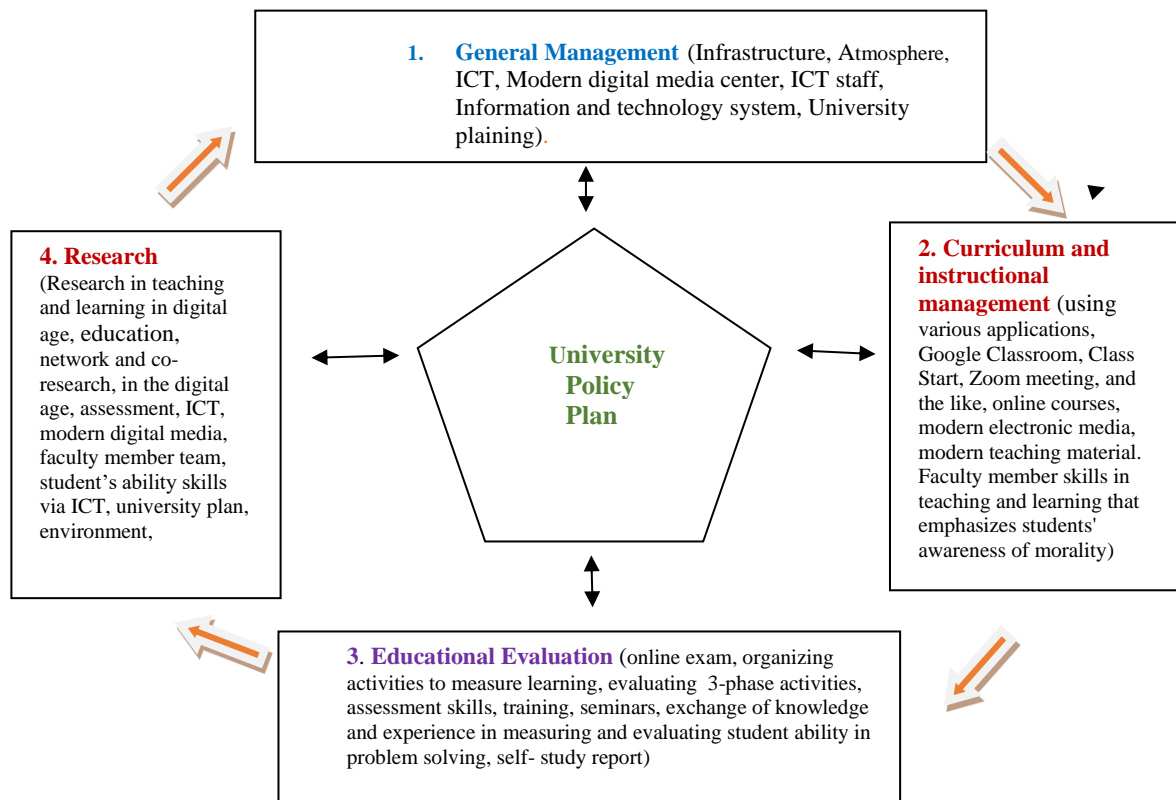 1. General Management (Infrastructure, Atmosphere,
ICT, Modern digital media center, ICT staff,
Information and technology system, University
plaining).
2. Curriculum and
instructional
management (using
various applications,
Google Classroom, Class
Start, Zoom meeting, and
the like, online courses,
modern electronic media,
modern teaching material.
Faculty member skills in
teaching and learning that
emphasizes students'
awareness of morality)
3. Educational Evaluation (online exam, organizing
activities to measure learning, evaluating 3-phase activities,
assessment skills, training, seminars, exchange of knowledge
and experience in measuring and evaluating student ability in
problem solving, self- study report)
4. Research
(Research in teaching
and learning in digital
age, education,
network and co-
research, in the digital
age, assessment, ICT,
modern digital media,
faculty member team,
student’s ability skills
via ICT, university plan,
environment,
University
Policy
Plan